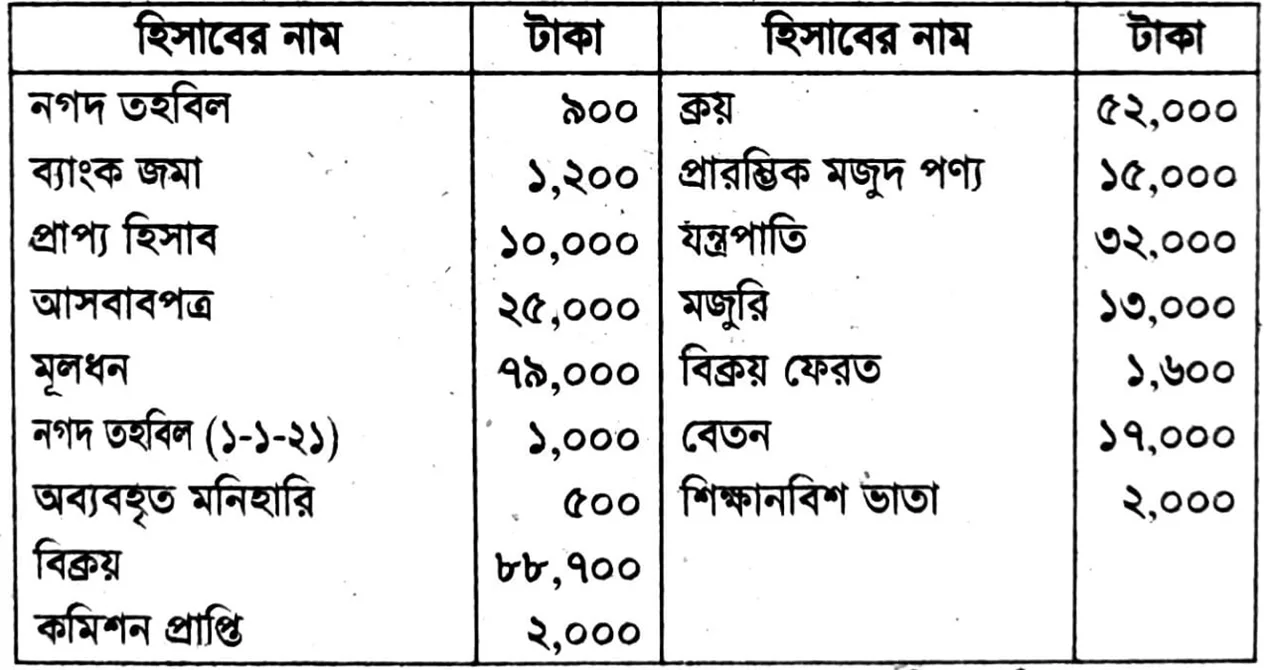 হিসাবের নাম টাকা হিসাবের নাম টাকা
নগদ তহবিল ৯০০ ক্রয় ৫২,০০০
ব্যাংক জমা ১,২০০ প্রারম্ভিক মজুদ পণ্য ১৫,০০০
প্রাপ্য হিসাব ১০,০০০ যন্ত্রপাতি ৩২,০০০
আসবাবপত্র ২৫,০০০ মজুরি ১৩,০০০
মূলধন ৭৯,০০০ বিক্রয় ফেরত ১,৬০০
নগদ তহবিল (১-১-২১) ১,০০০ বেতন ১৭,০০০
অব্যবহৃত মনিহারি ৫০০ শিক্ষানবিশ ভাতা ২,০০০
বিক্রয় ৮৮,৭০০
কমিশন প্রাপ্তি ২,০০০